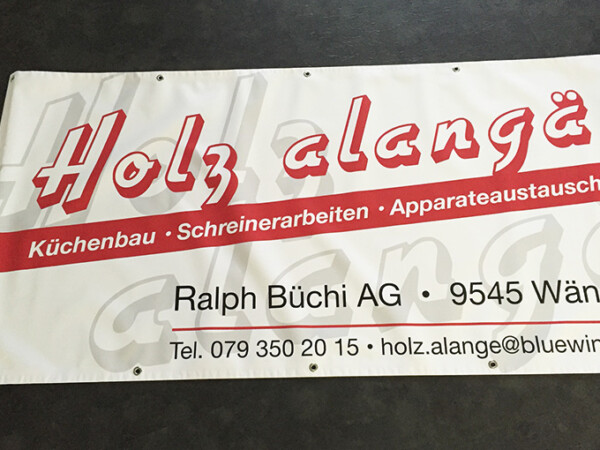 Holz alangä
Küchenbau · Schreinerarbeiten · Apparateaustausch
Ralph Büchi AG · 9545 Wän
Tel. 079 350 20 15 · holz.alange@bluewin